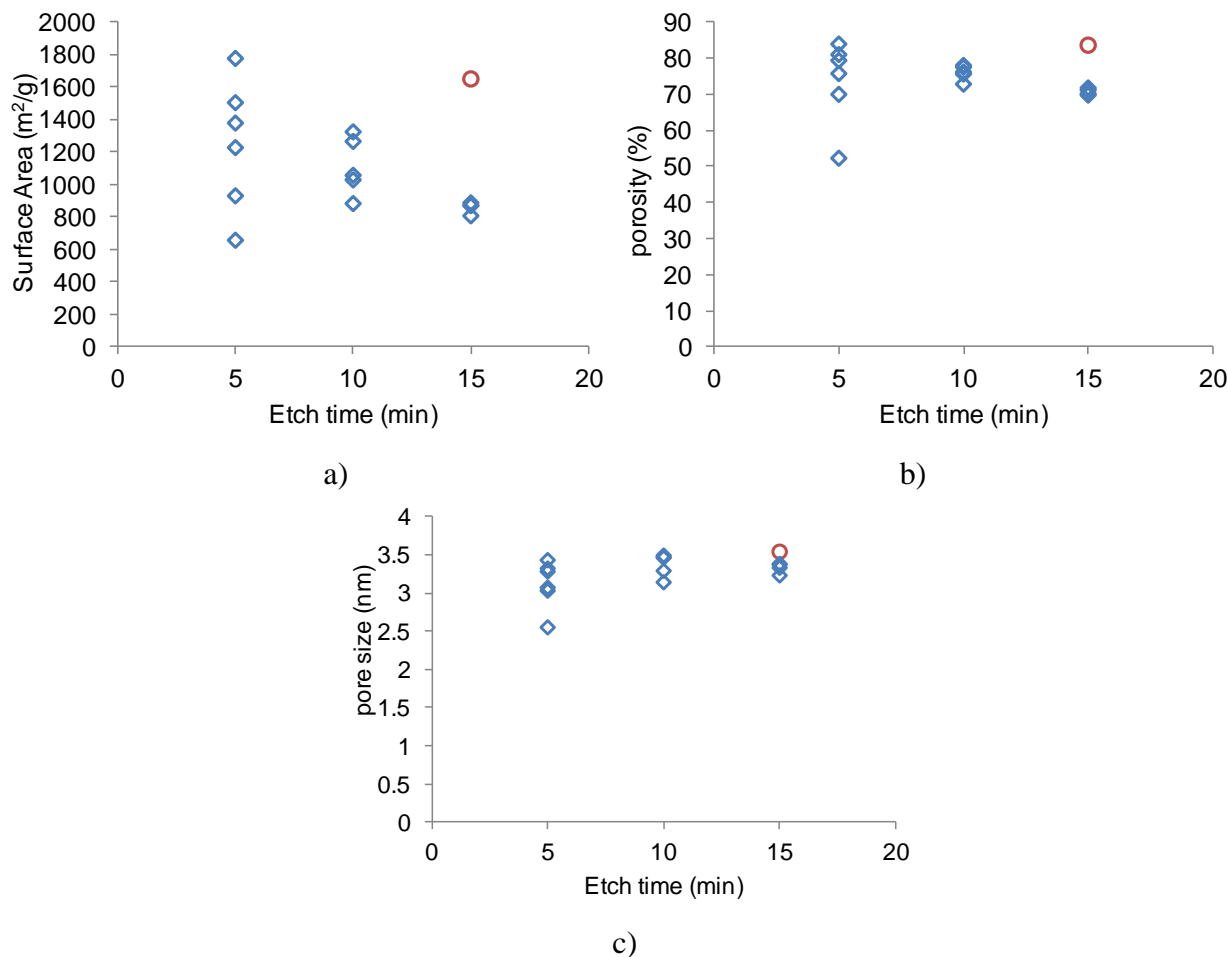 Surface Area (m²/g)
2000
1800
1600
1400
1200
1000
800
600
400
200
0
0 5 10 15 20
Etch time (min)
a)
porosity (%)
90
80
70
60
50
40
30
20
10
0
0 5 10 15 20
Etch time (min)
b)
pore size (nm)
4
3.5
3
2.5
2
1.5
1
0.5
0
0 5 10 15 20
Etch time (min)
c)